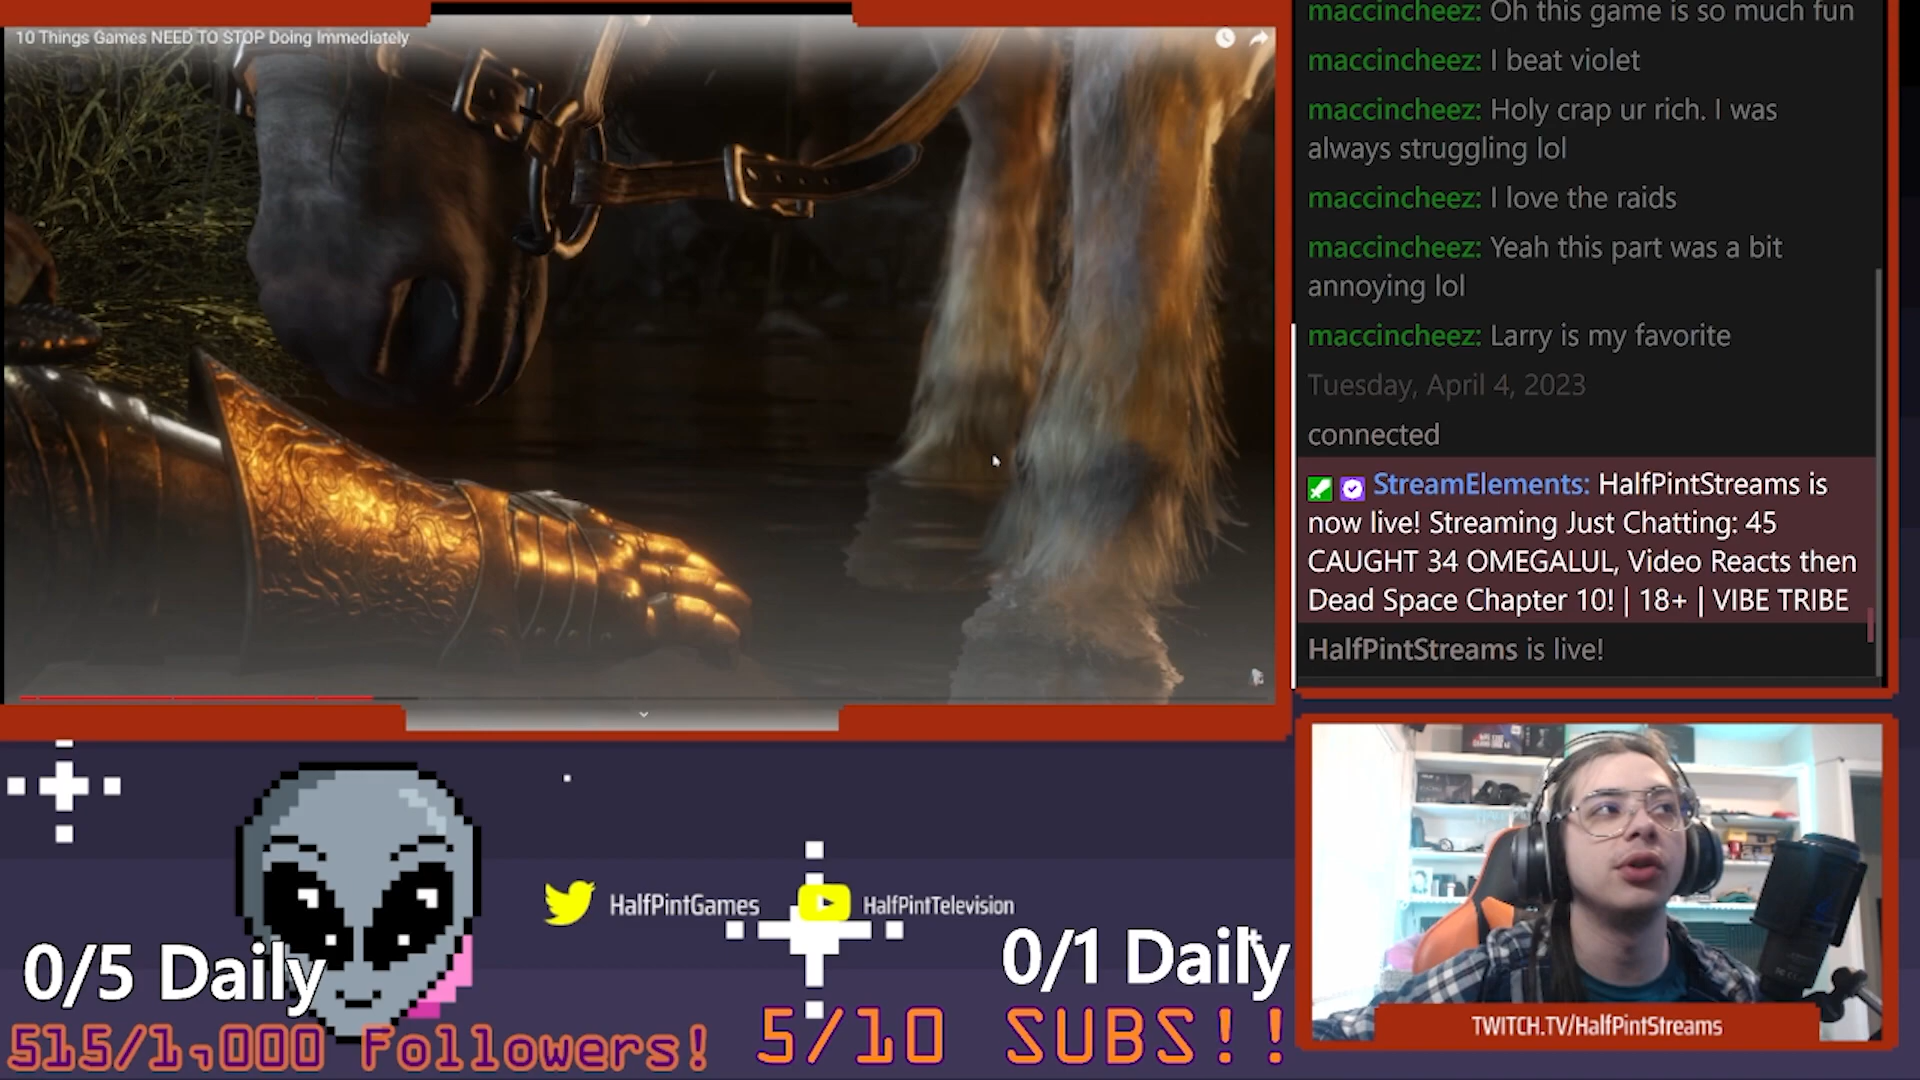 10 Things Games NEED TO STOP Doing Immediately
maccincheez: Oh this game is so much fun
maccincheez: I beat violet
maccincheez: Holy crap ur rich. I was
always struggling lol
maccincheez: I love the raids
maccincheez: Yeah this part was a bit
annoying lol
maccincheez: Larry is my favorite
Tuesday, April 4, 2023
connected
StreamElements: HalfPintStreams is
now live! Streaming Just Chatting: 45
CAUGHT 34 OMEGALUL, Video Reacts then
Dead Space Chapter 10! | 18+ | VIBE TRIBE
HalfPintStreams is live!
HalfPintGames
HalfPintTelevision
0/5 Daily
0/1 Daily
515/1,000 Followers!
5/10 SUBS!!
TWITCH.TV/HalfPintStreams